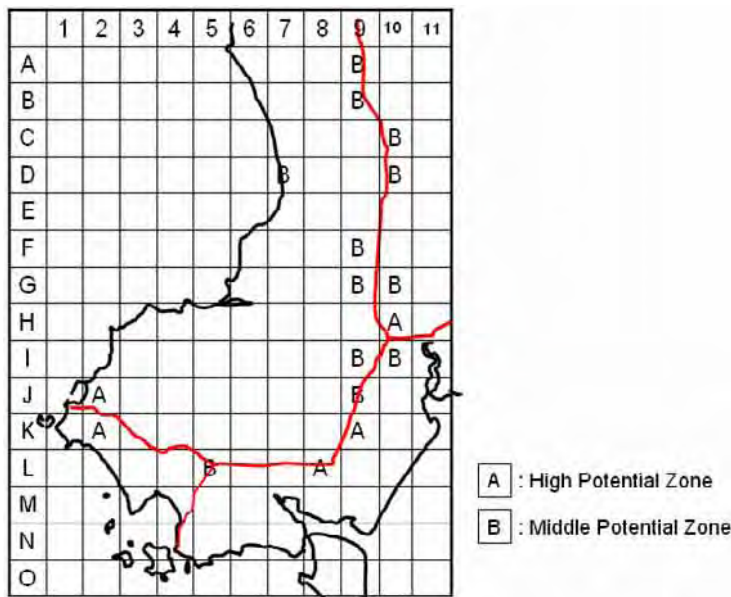 1 2 3 4 5 6 7 8 9 10 11
A B
B B
C B
D B B
E
F B
G B B
H A
I B B
J A B
K A A
L B A
M
N
O
A : High Potential Zone
B : Middle Potential Zone